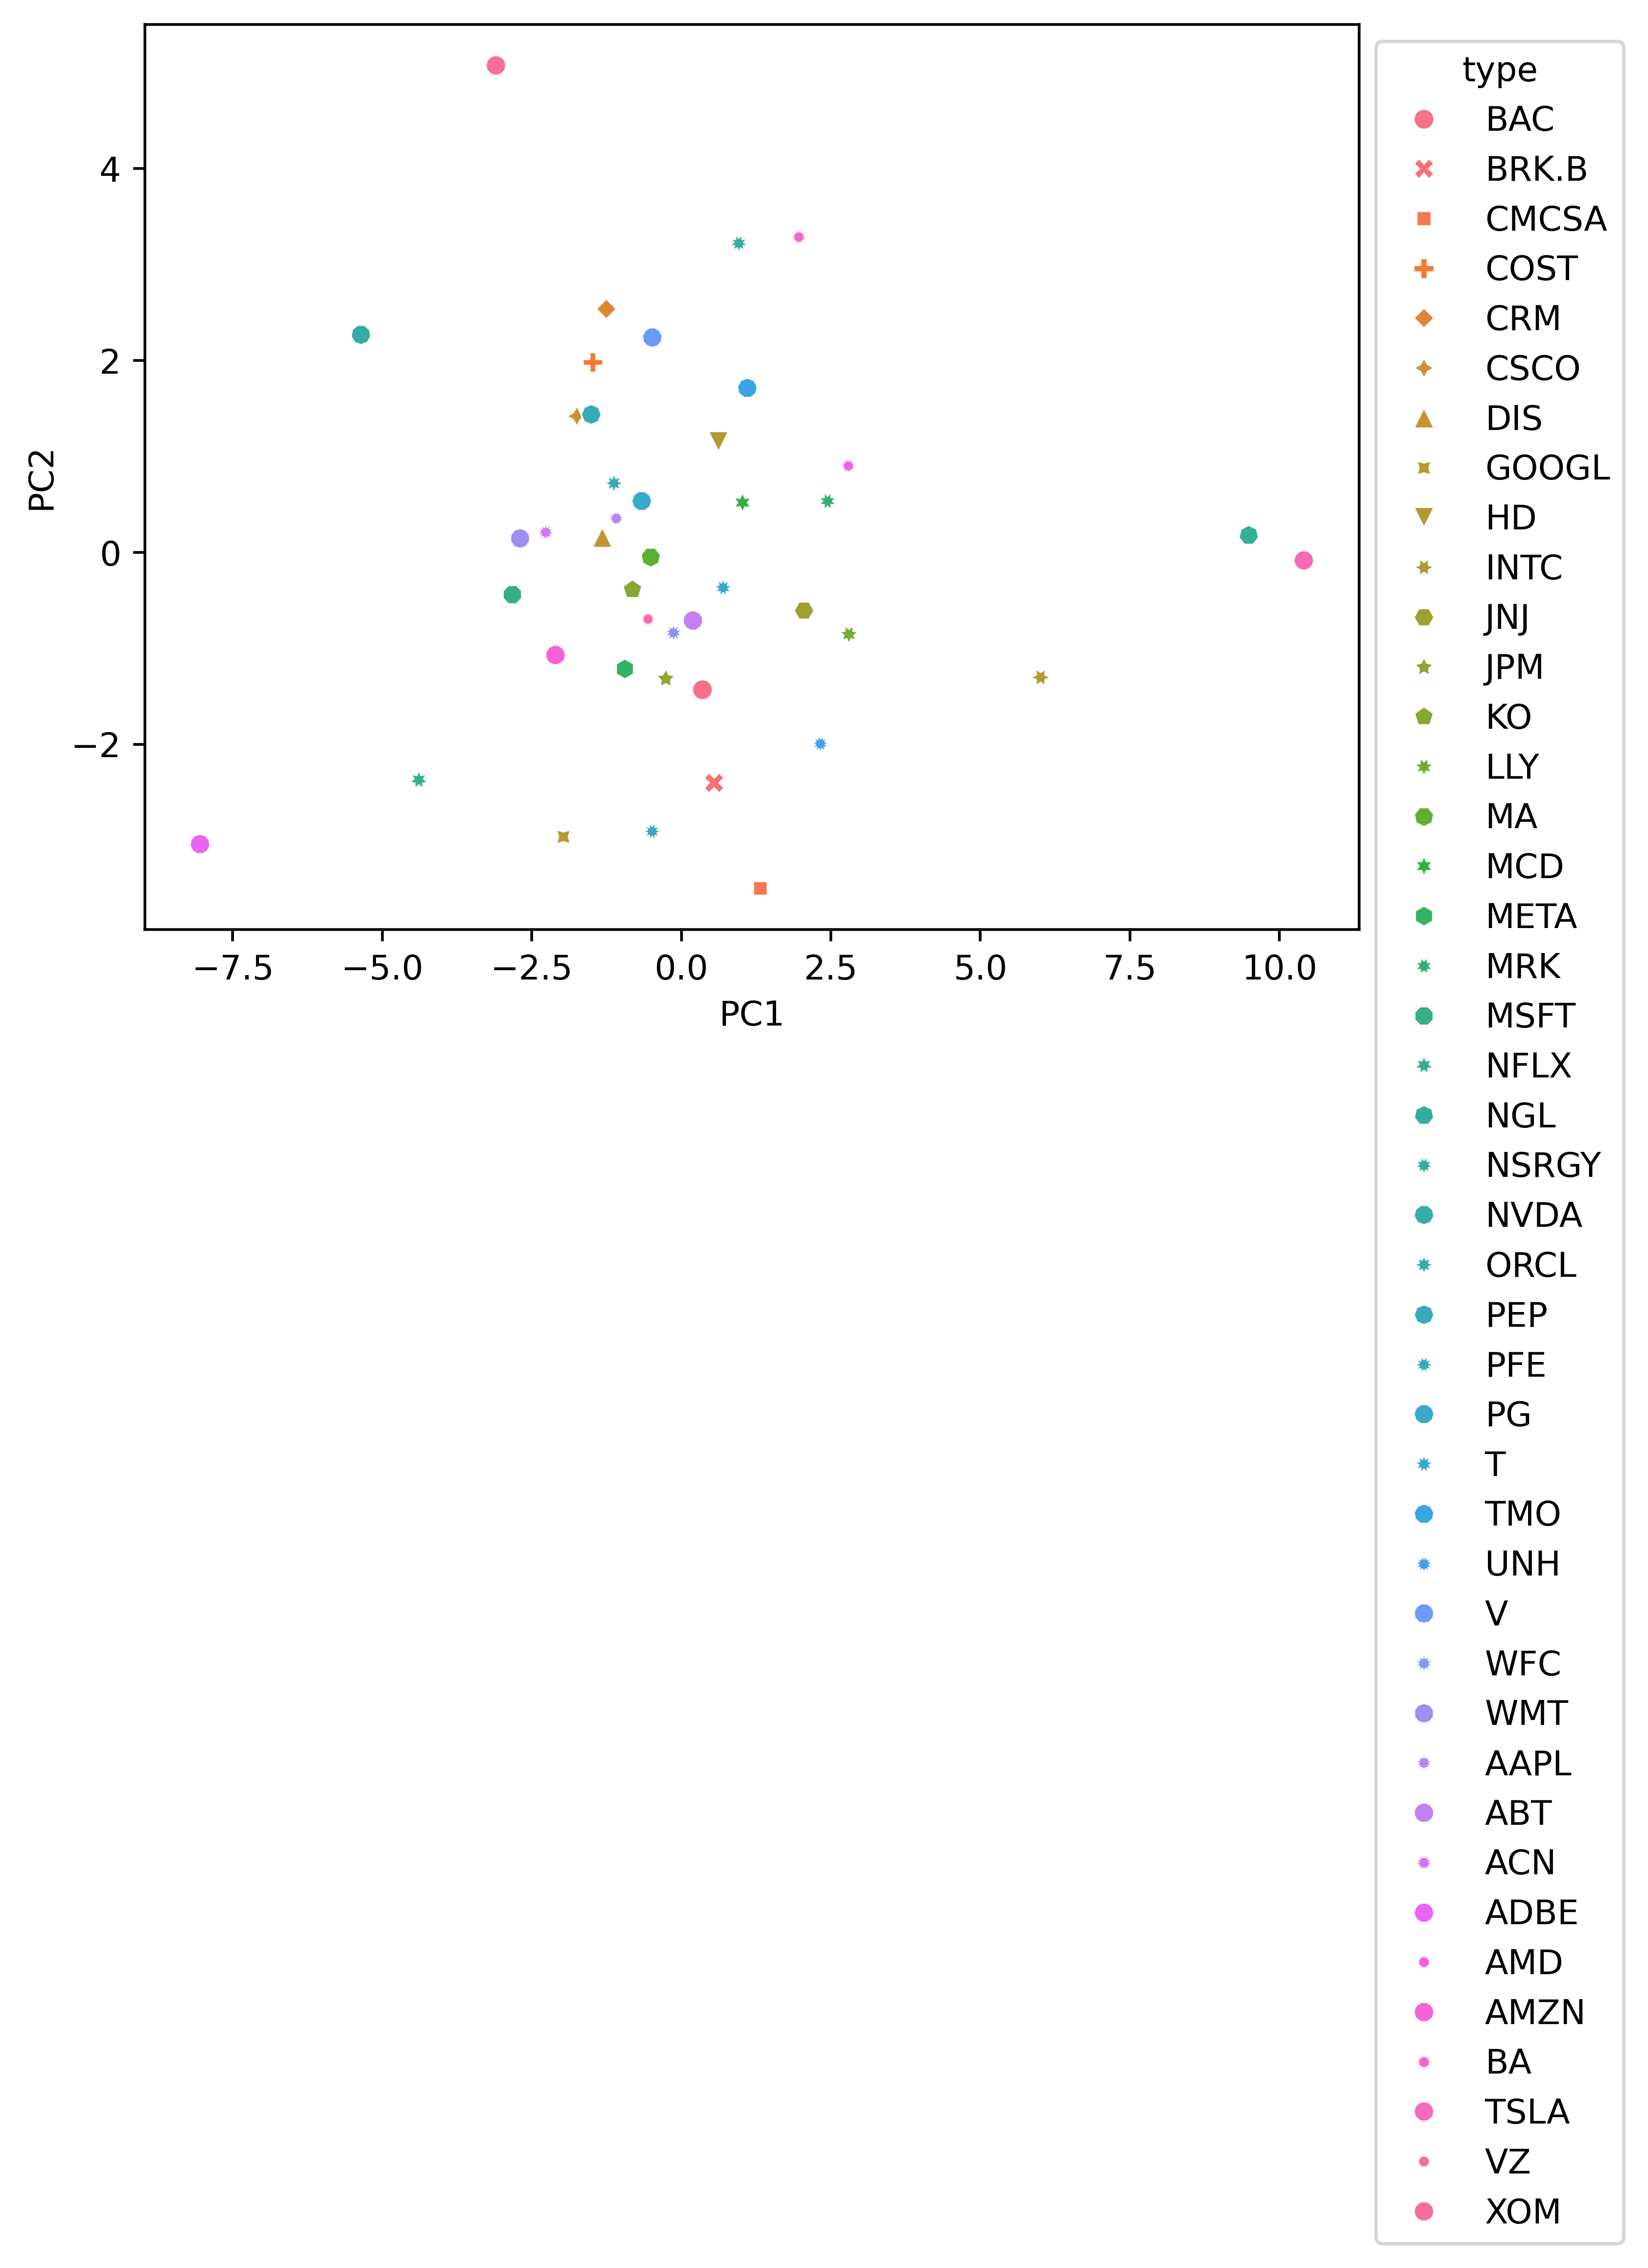 4
2
0
−2
PC2
−7.5 −5.0 −2.5 0.0 2.5 5.0 7.5 10.0
PC1
type
BAC
BRK.B
CMCSA
COST
CRM
CSCO
DIS
GOOGL
HD
INTC
JNJ
JPM
KO
LLY
MA
MCD
META
MRK
MSFT
NFLX
NGL
NSRGY
NVDA
ORCL
PEP
PFE
PG
T
TMO
UNH
V
WFC
WMT
AAPL
ABT
ACN
ADBE
AMD
AMZN
BA
TSLA
VZ
XOM